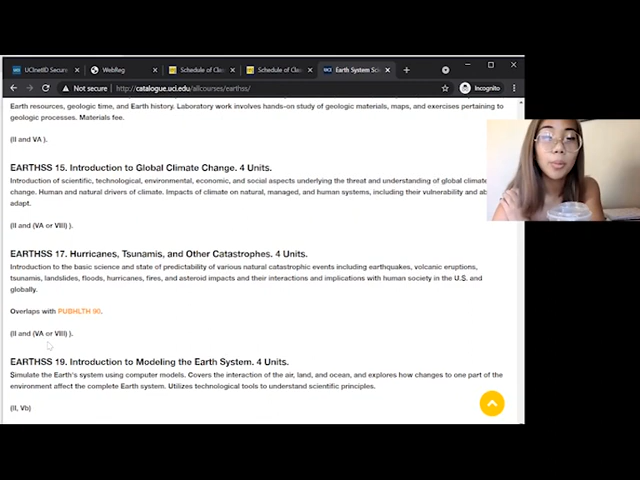 UCInetID Secure
WebReg
Schedule of Cla
Schedule of Cla
Earth System Sci
Not secure | http://catalogue.uci.edu/allcourses/earthss/
Incognito
Earth resources, geologic time, and Earth history. Laboratory work involves hands-on study of geologic materials, maps, and exercises pertaining to
geologic processes. Materials fee.
(II and VA ).
EARTHSS 15. Introduction to Global Climate Change. 4 Units.
Introduction of scientific, technological, environmental, economic, and social aspects underlying the threat and understanding of global climate
change. Human and natural drivers of climate. Impacts of climate on natural, managed, and human systems, including their vulnerability and ab
adapt.
(II and (VA or VIII) ).
EARTHSS 17. Hurricanes, Tsunamis, and Other Catastrophes. 4 Units.
Introduction to the basic science and state of predictability of various natural catastrophic events including earthquakes, volcanic eruptions,
tsunamis, landslides, floods, hurricanes, fires, and asteroid impacts and their interactions and implications with human society in the U.S. and
globally.
Overlaps with PUBHLTH 90.
(II and (VA or VIII) ).
EARTHSS 19. Introduction to Modeling the Earth System. 4 Units.
Simulate the Earth's system using computer models. Covers the interaction of the air, land, and ocean, and explores how changes to one part of the
environment affect the complete Earth system. Utilizes technological tools to understand scientific principles.
(II, Vb)